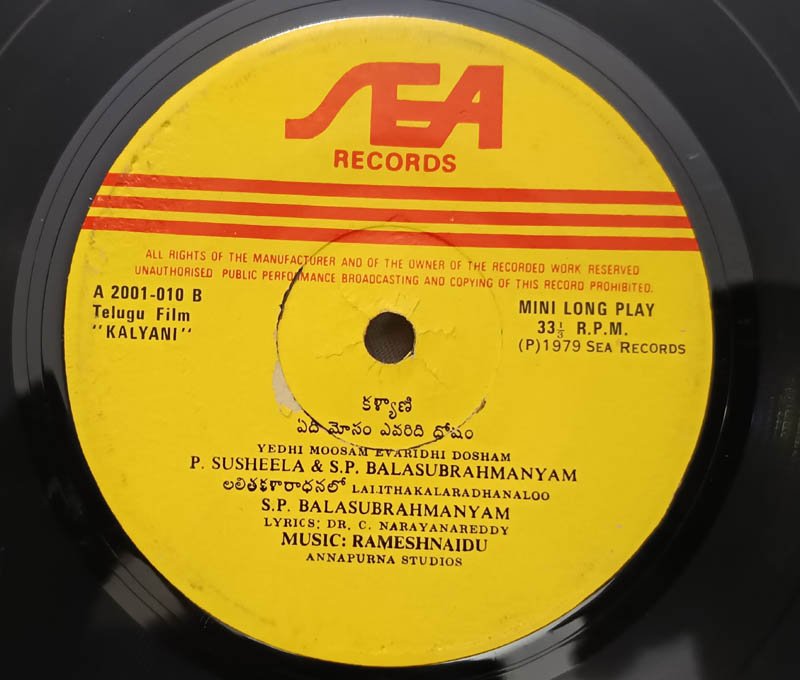 SEA
RECORDS
ALL RIGHTS OF THE MANUFACTURER AND OF THE OWNER OF THE RECORDED WORK RESERVED
UNAUTHORISED PUBLIC PERFORMANCE BROADCASTING AND COPYING OF THIS RECORD PROHIBITED.
A 2001-010 B
Telugu Film
"KALYANI"
MINI LONG PLAY
33 1/3 R.P.M.
(P)1979 SEA RECORDS
కళ్యాణి
ఏది మోసం ఎవరిది ధోషం
YEDHI MOOSAM EVARIDHI DOSHAM
P. SUSHEELA & S.P. BALASUBRAHMANYAM
లలితకళారాధనలో LALITHAKALARADHANALOO
S.P. BALASUBRAHMANYAM
LYRICS: DR. C. NARAYANAREDDY
MUSIC: RAMESHNAIDU
ANNAPURNA STUDIOS